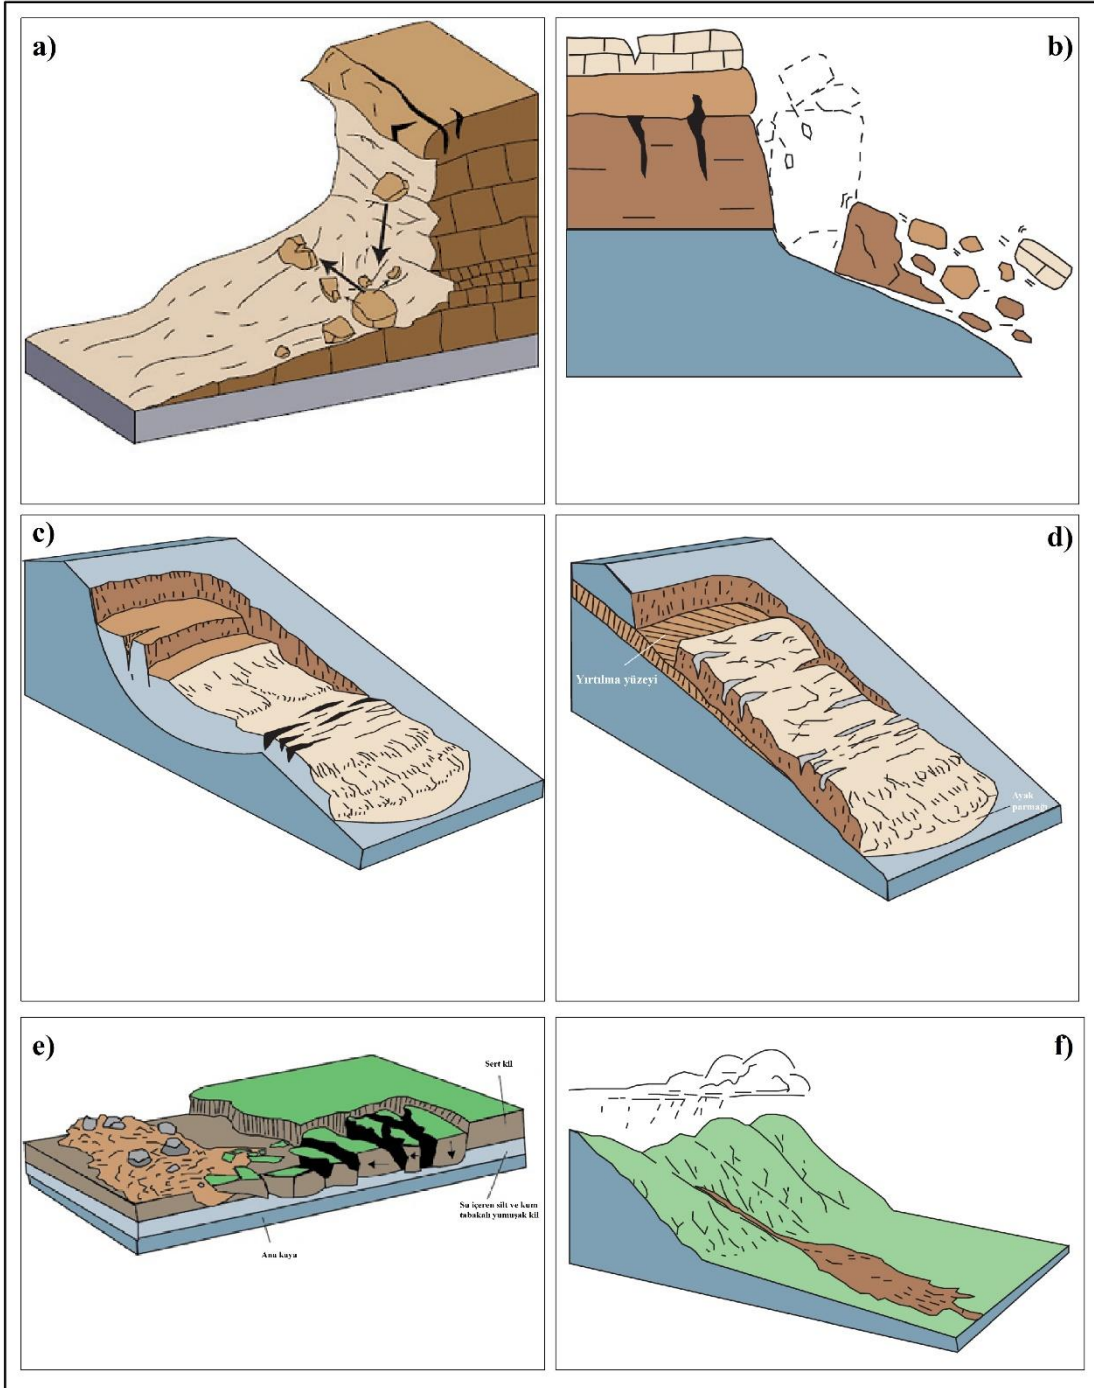 a)
b)
c)
d)
Yırtılma yüzeyi
Ayak
parmağı
e)
Sert kil
Su içeren silt ve kum
tabakalı yumuşak kil
Ana kaya
f)